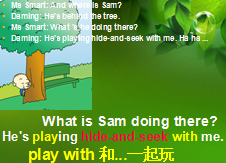 Ms Smart: And where is Sam?
Daming: He's behind the tree.
Ms Smart: What's he doing there?
Daming: He's playing hide-and-seek with me. Ha ha...
What is Sam doing there?
He's playing hide-and-seek with me.
play with 和...一起玩